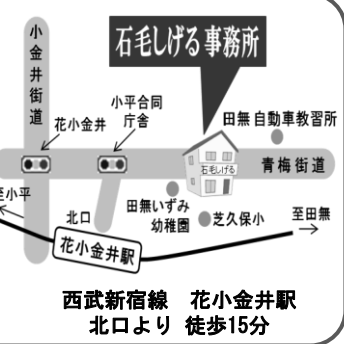 石毛しげる 事務所
小金井街道
小平合同
庁舎
花小金井
田無 自動車教習所
石毛しげる
青梅街道
至小平
北口
田無いずみ
幼稚園
芝久保小
至田無
花小金井駅
西武新宿線　花小金井駅
北口より 徒歩15分